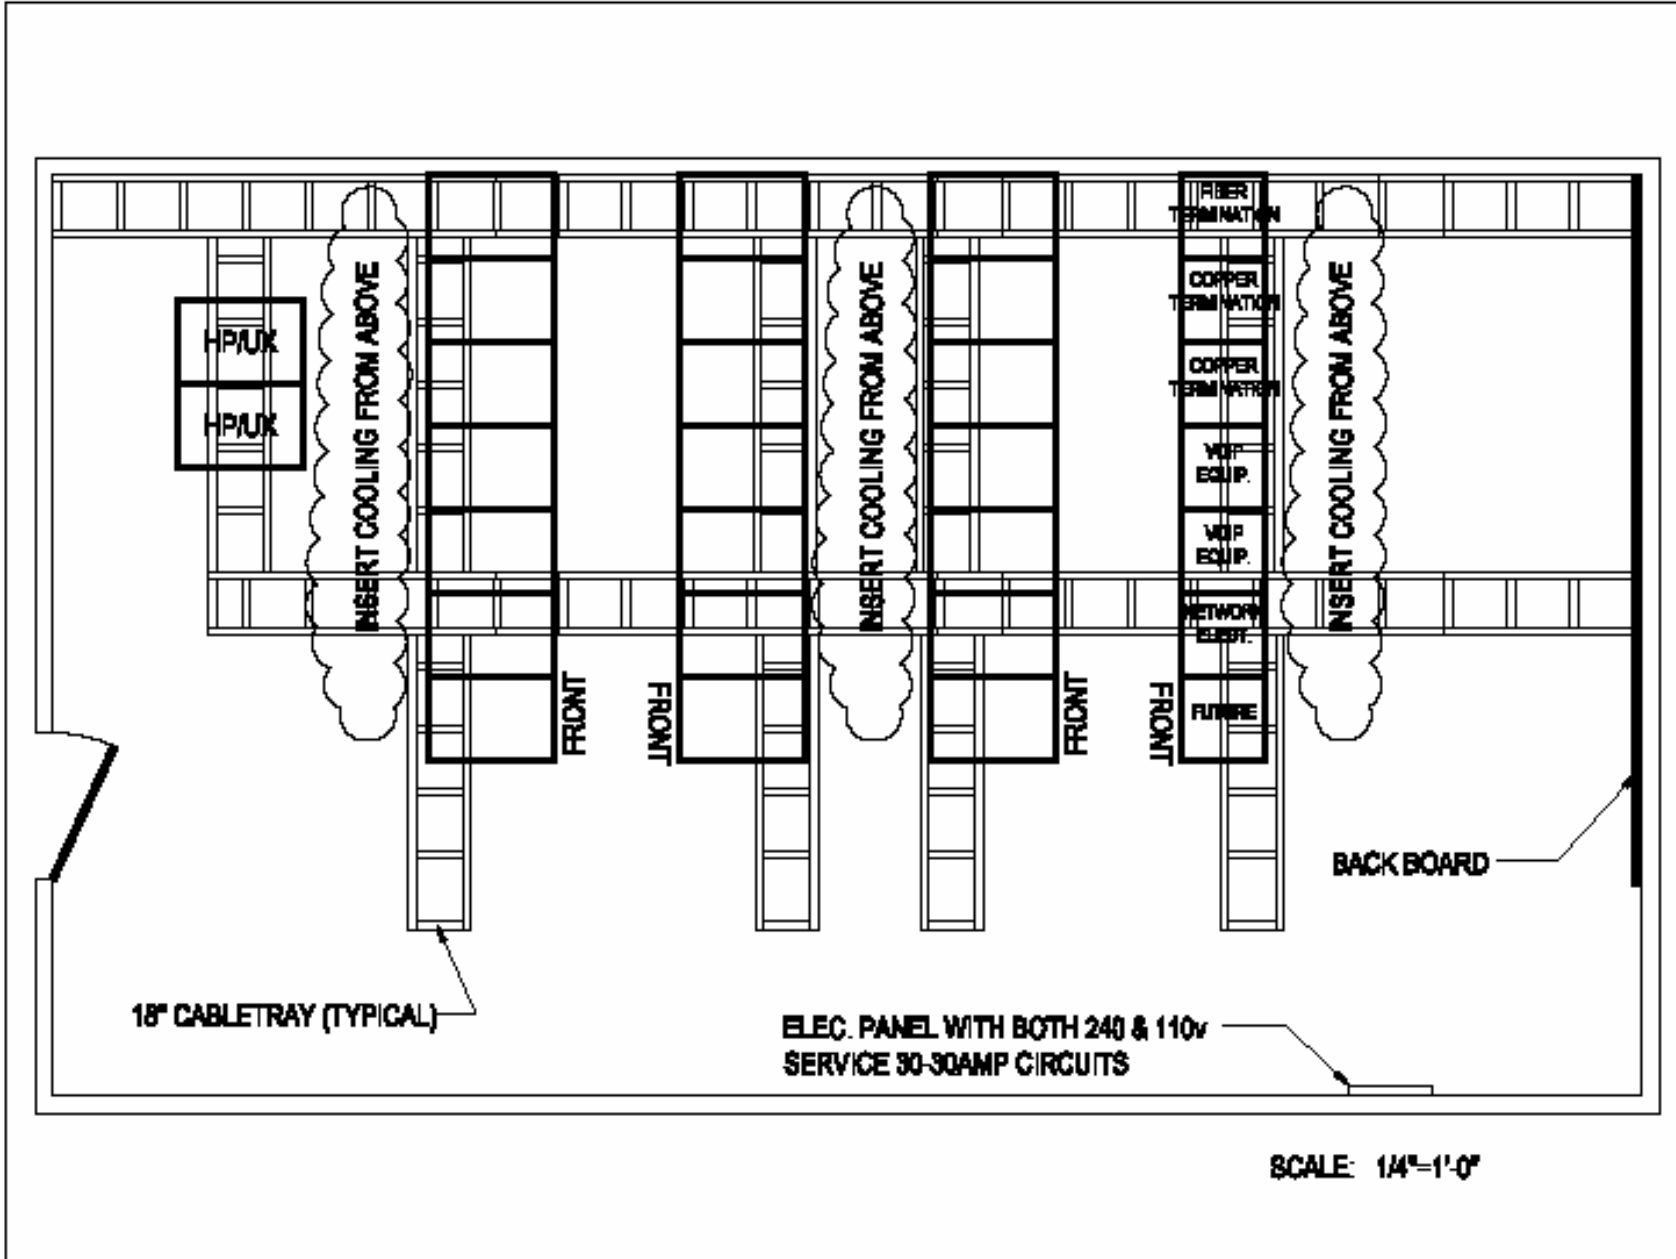 FIBER
TERMINATION
COPPER
TERMINATION
COPPER
TERMINATION
VOIP
EQUIP.
VOIP
EQUIP.
NETWORK
ELECT.
FUTURE
HP/UX
HP/UX
INSERT COOLING FROM ABOVE
INSERT COOLING FROM ABOVE
INSERT COOLING FROM ABOVE
FRONT
FRONT
FRONT
FRONT
BACK BOARD
18" CABLETRAY (TYPICAL)
ELEC. PANEL WITH BOTH 240 & 110v
SERVICE 30-30AMP CIRCUITS
SCALE: 1/4"=1'-0"